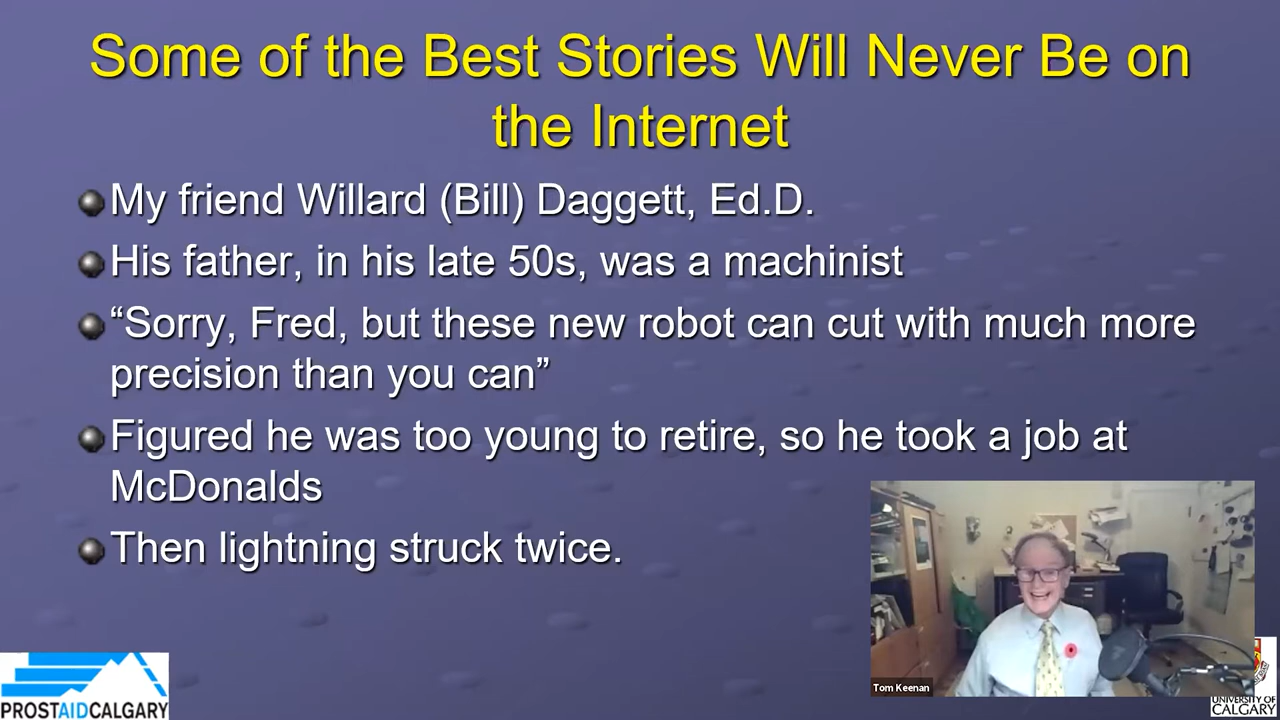 Some of the Best Stories Will Never Be on
the Internet
My friend Willard (Bill) Daggett, Ed.D.
His father, in his late 50s, was a machinist
“Sorry, Fred, but these new robot can cut with much more
precision than you can”
Figured he was too young to retire, so he took a job at
McDonalds
Then lightning struck twice.
Tom Keenan
PROSTAIDCALGARY
UNIVERSITY OF
CALGARY